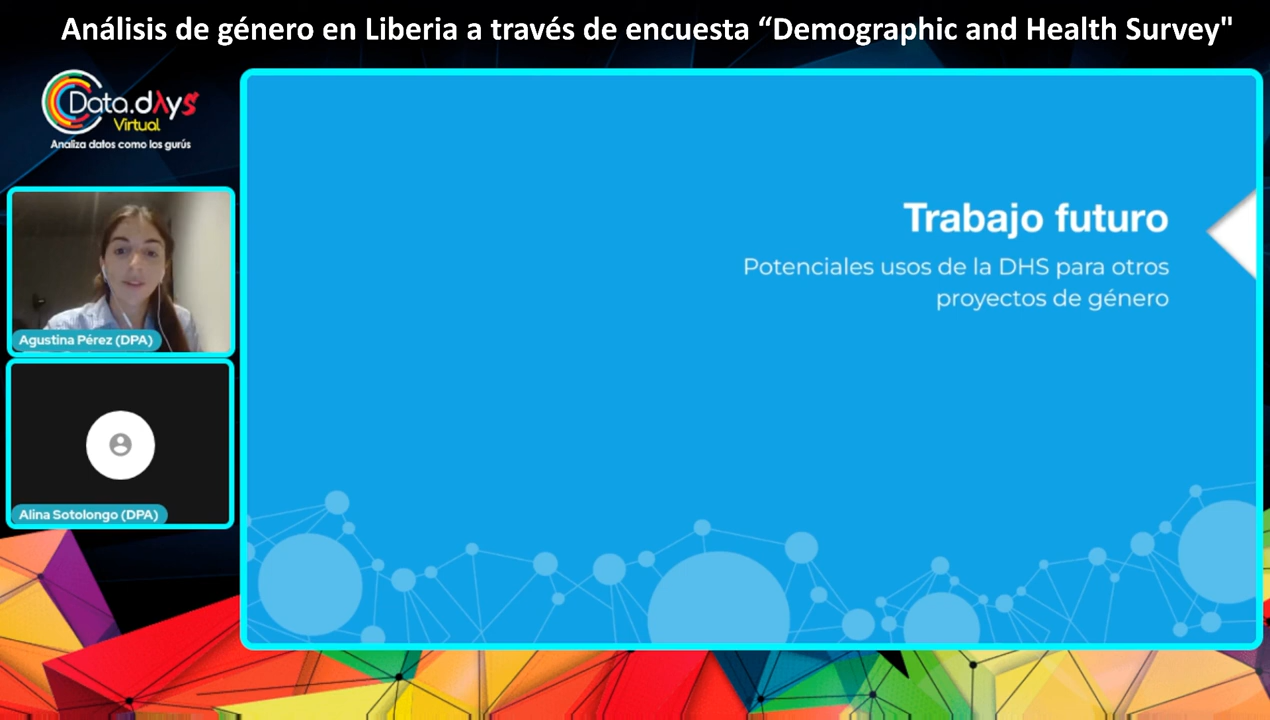 Análisis de género en Liberia a través de encuesta “Demographic and Health Survey"
Data.dAys
Virtual
Analiza datos como los gurús
Trabajo futuro
Potenciales usos de la DHS para otros
proyectos de género
Agustina Pérez (DPA)
Alina Sotolongo (DPA)